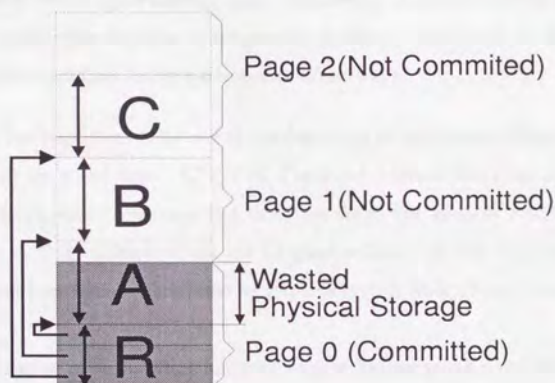 Page 2(Not Commited)
C
Page 1(Not Committed)
B
A
Wasted
Physical Storage
R
Page 0 (Committed)